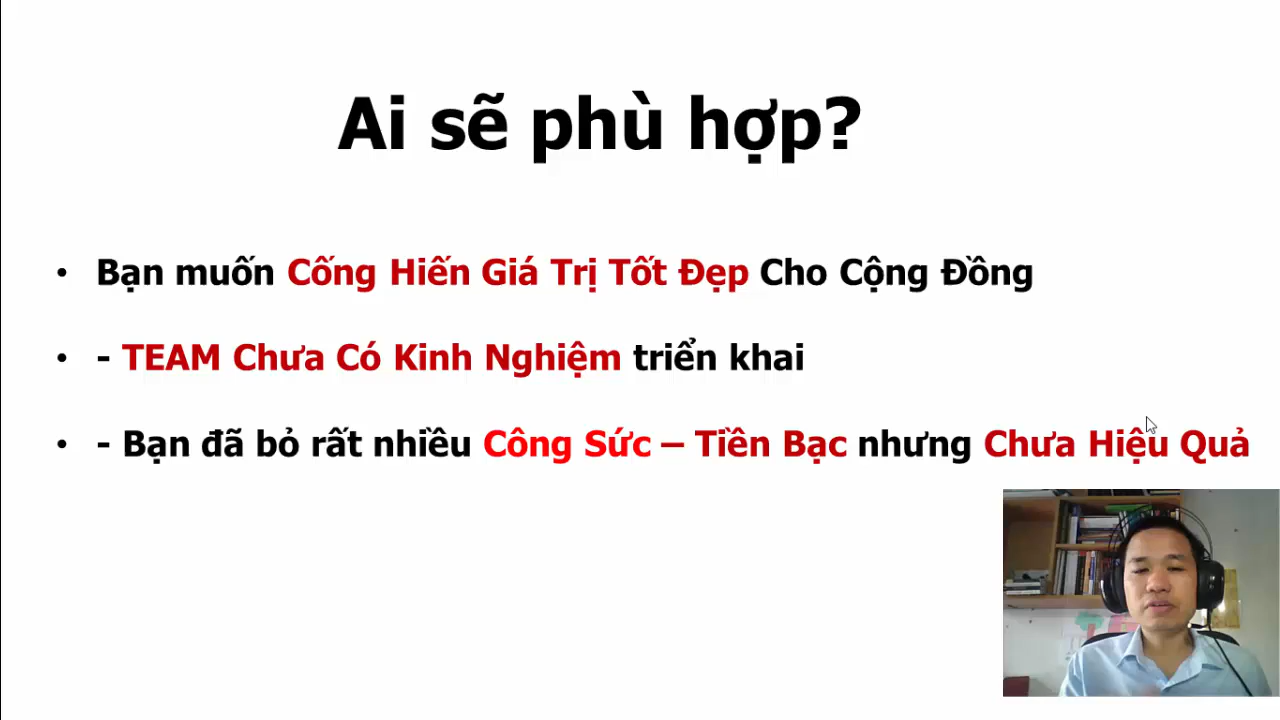 Ai sẽ phù hợp?
• Bạn muốn Cống Hiến Giá Trị Tốt Đẹp Cho Cộng Đồng
• - TEAM Chưa Có Kinh Nghiệm triển khai
• - Bạn đã bỏ rất nhiều Công Sức – Tiền Bạc nhưng Chưa Hiệu Quả